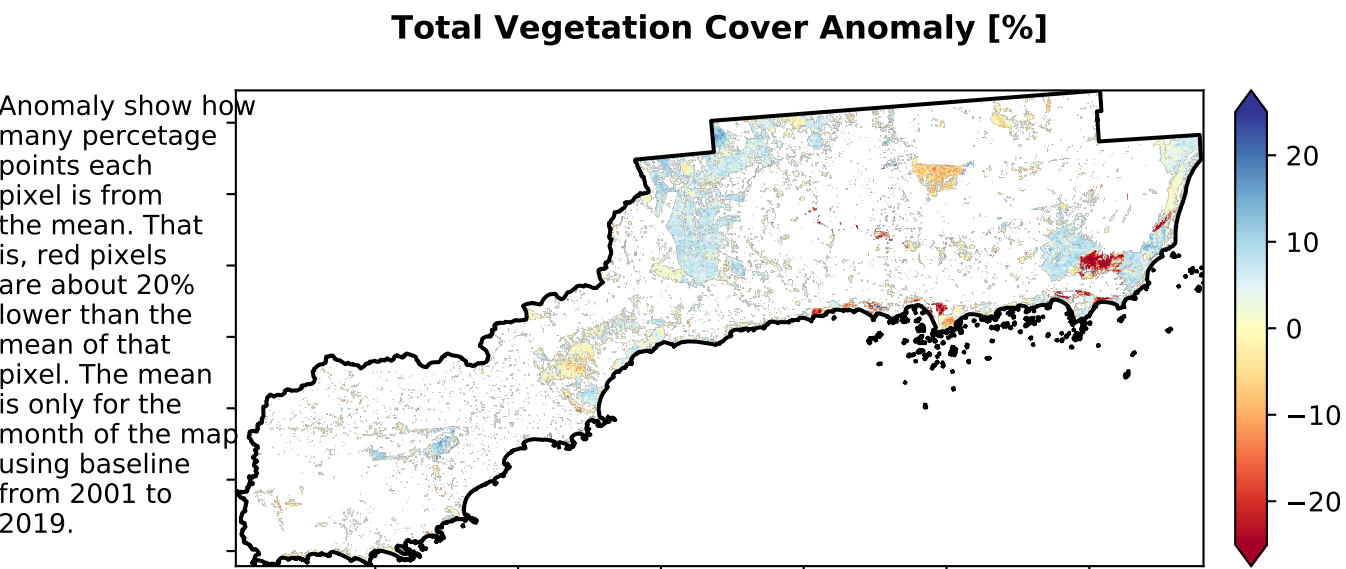 Total Vegetation Cover Anomaly [%]
Anomaly show how
many percetage
points each
pixel is from
the mean. That
is, red pixels
are about 20%
lower than the
mean of that
pixel. The mean
is only for the
month of the map
using baseline
from 2001 to
2019.
20
10
0
−10
−20